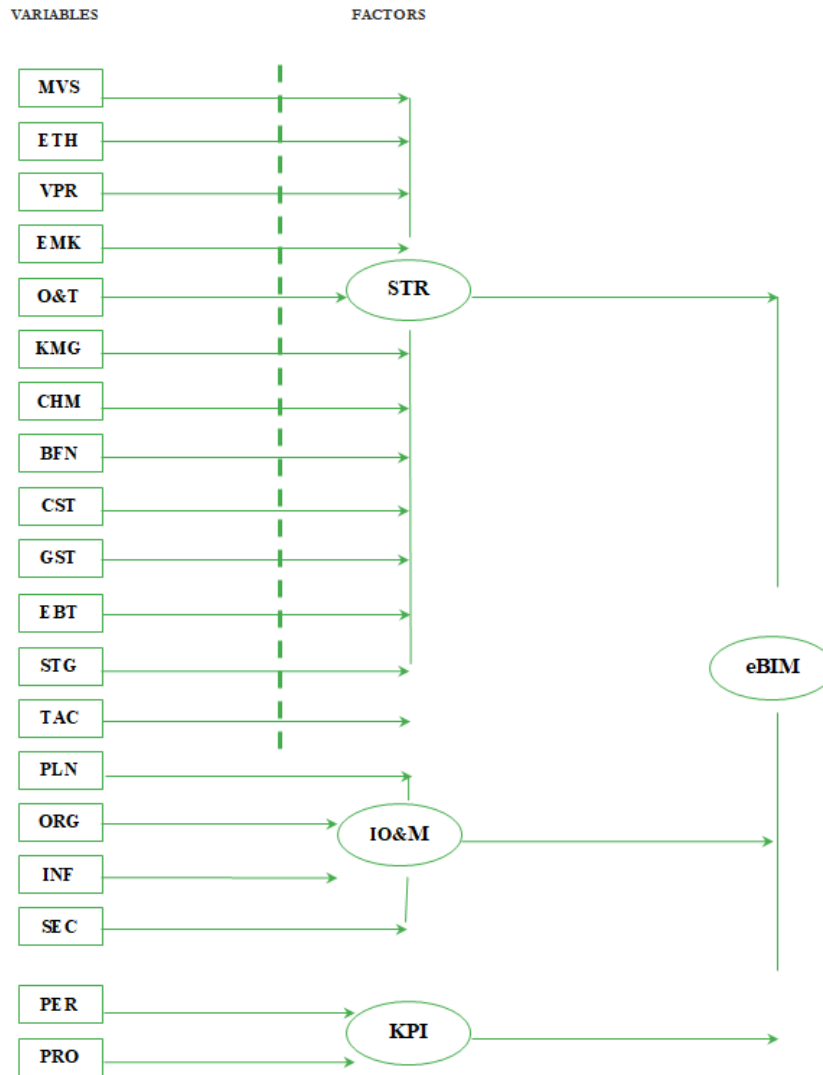 VARIABLES FACTORS
MVS
ETH
VPR
EMK
STR
O&T
KMG
CHM
BFN
CST
GST
EBT
STG
eBIM
TAC
PLN
ORG
IO&M
INF
SEC
PER
KPI
PRO